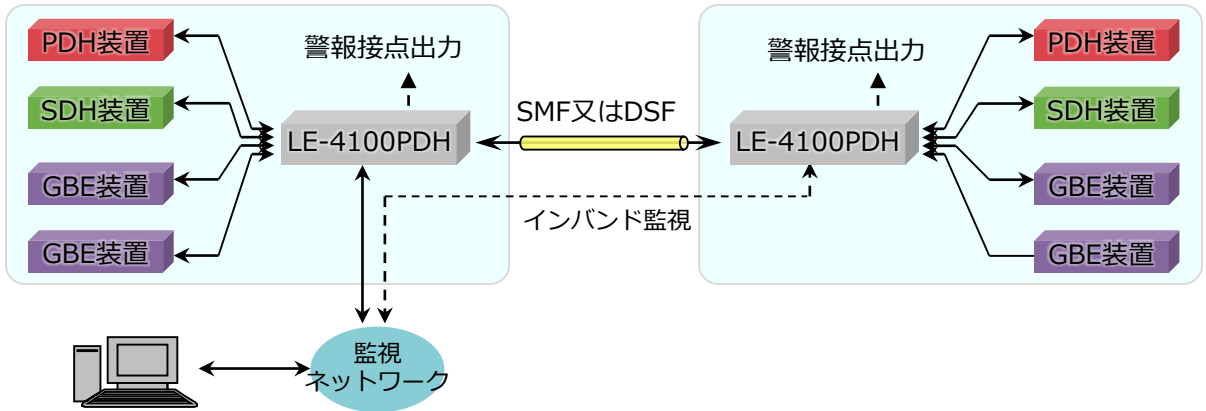 PDH装置
警報接点出力
SDH装置
LE-4100PDH
GBE装置
GBE装置
SMF又はDSF
インバンド監視
警報接点出力
PDH装置
LE-4100PDH
SDH装置
GBE装置
GBE装置
監視
ネットワーク